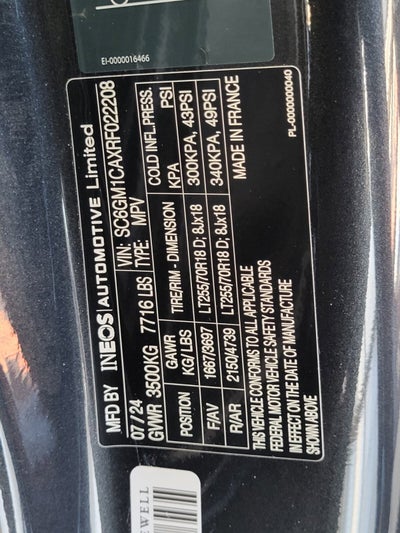 EI-0000016466
MFD BY INEOS AUTOMOTIVE Limited
07 / 24 VIN: SC6GM1CAXRF022208
GVWR 3500KG 7716 LBS TYPE: MPV
POSITION GAWR KG/LBS TIRE/RIM - DIMENSION COLD INFL. PRESS. KPA PSI
F/AV 1667/3697 LT255/70R18 D; 8Jx18 300KPA, 43PSI
R/AR 2150/4739 LT255/70R18 D; 8Jx18 340KPA, 49PSI
THIS VEHICLE CONFORMS TO ALL APPLICABLE
FEDERAL MOTOR VEHICLE SAFETY STANDARDS
IN EFFECT ON THE DATE OF MANUFACTURE
SHOWN ABOVE
MADE IN FRANCE
PL-0000000040
EWELL